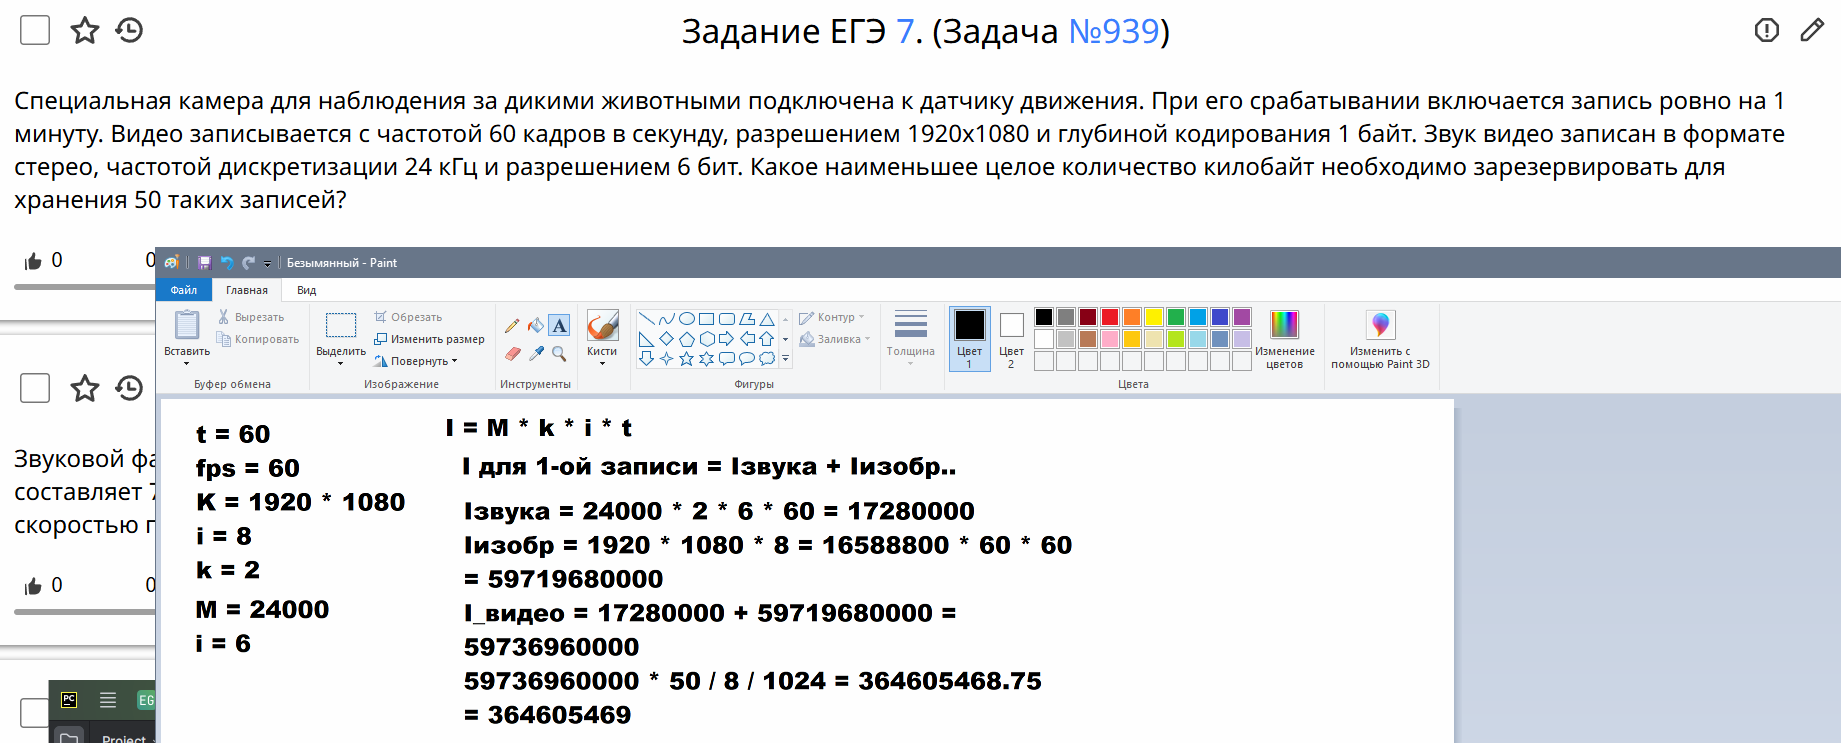 Задание ЕГЭ 7. (Задача №939)
Специальная камера для наблюдения за дикими животными подключена к датчику движения. При его срабатывании включается запись ровно на 1
минуту. Видео записывается с частотой 60 кадров в секунду, разрешением 1920x1080 и глубиной кодирования 1 байт. Звук видео записан в формате
стерео, частотой дискретизации 24 кГц и разрешением 6 бит. Какое наименьшее целое количество килобайт необходимо зарезервировать для
хранения 50 таких записей?
0 0
Безымянный - Paint
Файл Главная Вид
Вставить
Вырезать
Копировать
Буфер обмена
Выделить
Обрезать
Изменить размер
Повернуть
Изображение
A
Инструменты
Кисти
Контур
Заливка
Фигуры
Толщина
Цвет 1
Цвет 2
Изменение цветов
Цвета
Изменить с помощью Paint 3D
t = 60
fps = 60
K = 1920 * 1080
i = 8
k = 2
M = 24000
i = 6
I = M * k * i * t
I для 1-ой записи = Iзвука + Iизобр..
Iзвука = 24000 * 2 * 6 * 60 = 17280000
Iизобр = 1920 * 1080 * 8 = 16588800 * 60 * 60
= 59719680000
I_видео = 17280000 + 59719680000 =
59736960000
59736960000 * 50 / 8 / 1024 = 364605468.75
= 364605469
Звуковой фа
составляет 7
скоростью п
0 0
PC
EG
Project